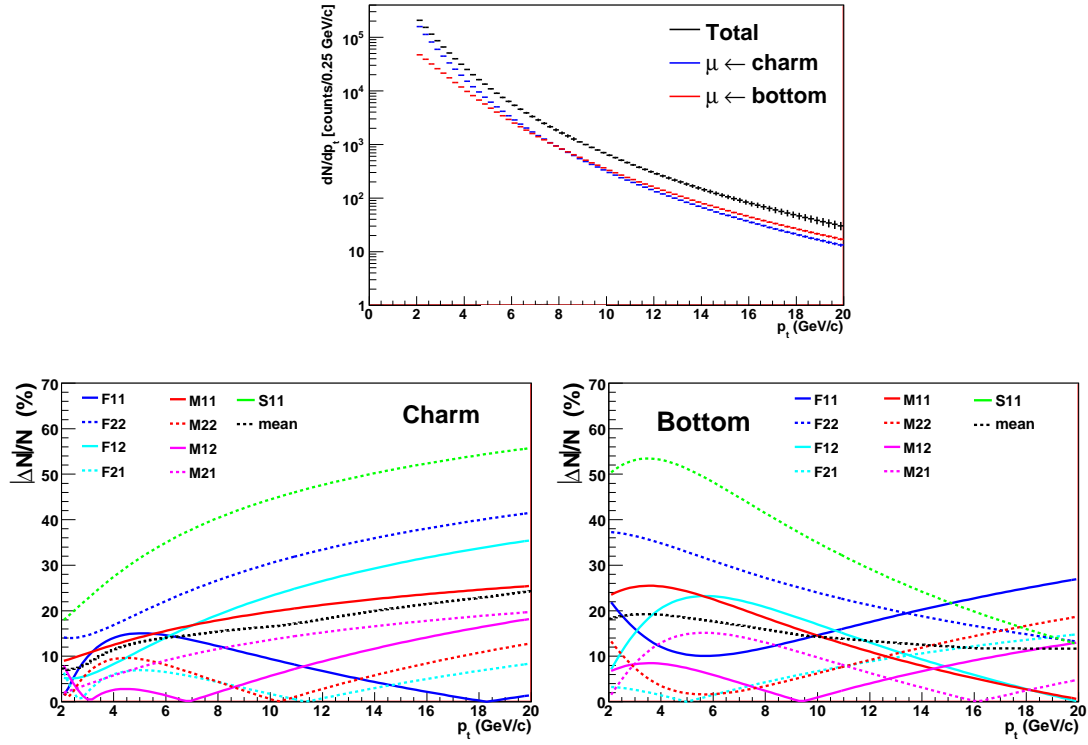 dN/dp_t [counts/0.25 GeV/c]
10^5
10^4
10^3
10^2
10
1
Total
μ ← charm
μ ← bottom
0 2 4 6 8 10 12 14 16 18 20
p_t (GeV/c)
|ΔN|/N (%)
70
60
50
40
30
20
10
0
F11 M11 S11
F22 M22 mean
F12 M12
F21 M21
Charm
2 4 6 8 10 12 14 16 18 20
p_t (GeV/c)
|ΔN|/N (%)
70
60
50
40
30
20
10
0
Bottom
F11 M11 S11
F22 M22 mean
F12 M12
F21 M21
2 4 6 8 10 12 14 16 18 20
p_t (GeV/c)